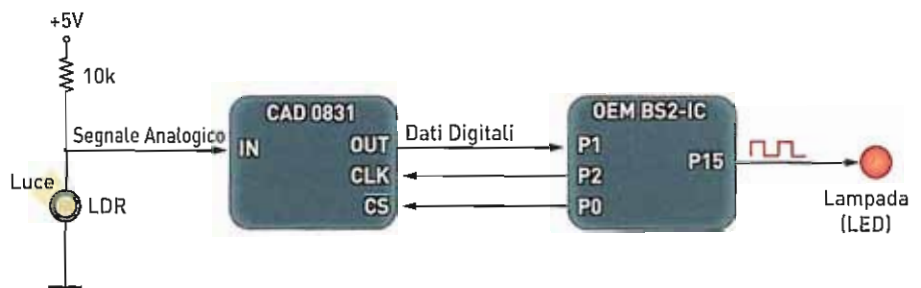 +5V
10k
Segnale Analogico
Luce
LDR
CAD 0831
IN
OUT
CLK
CS
Dati Digitali
OEM BS2-IC
P1
P2
P0
P15
Lampada
(LED)